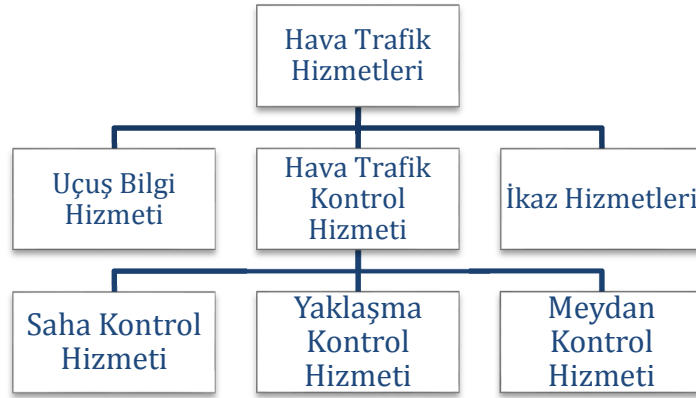 Hava Trafik
Hizmetleri
Uçuş Bilgi
Hizmeti
Hava Trafik
Kontrol
Hizmeti
İkaz Hizmetleri
Saha Kontrol
Hizmeti
Yaklaşma
Kontrol
Hizmeti
Meydan
Kontrol
Hizmeti